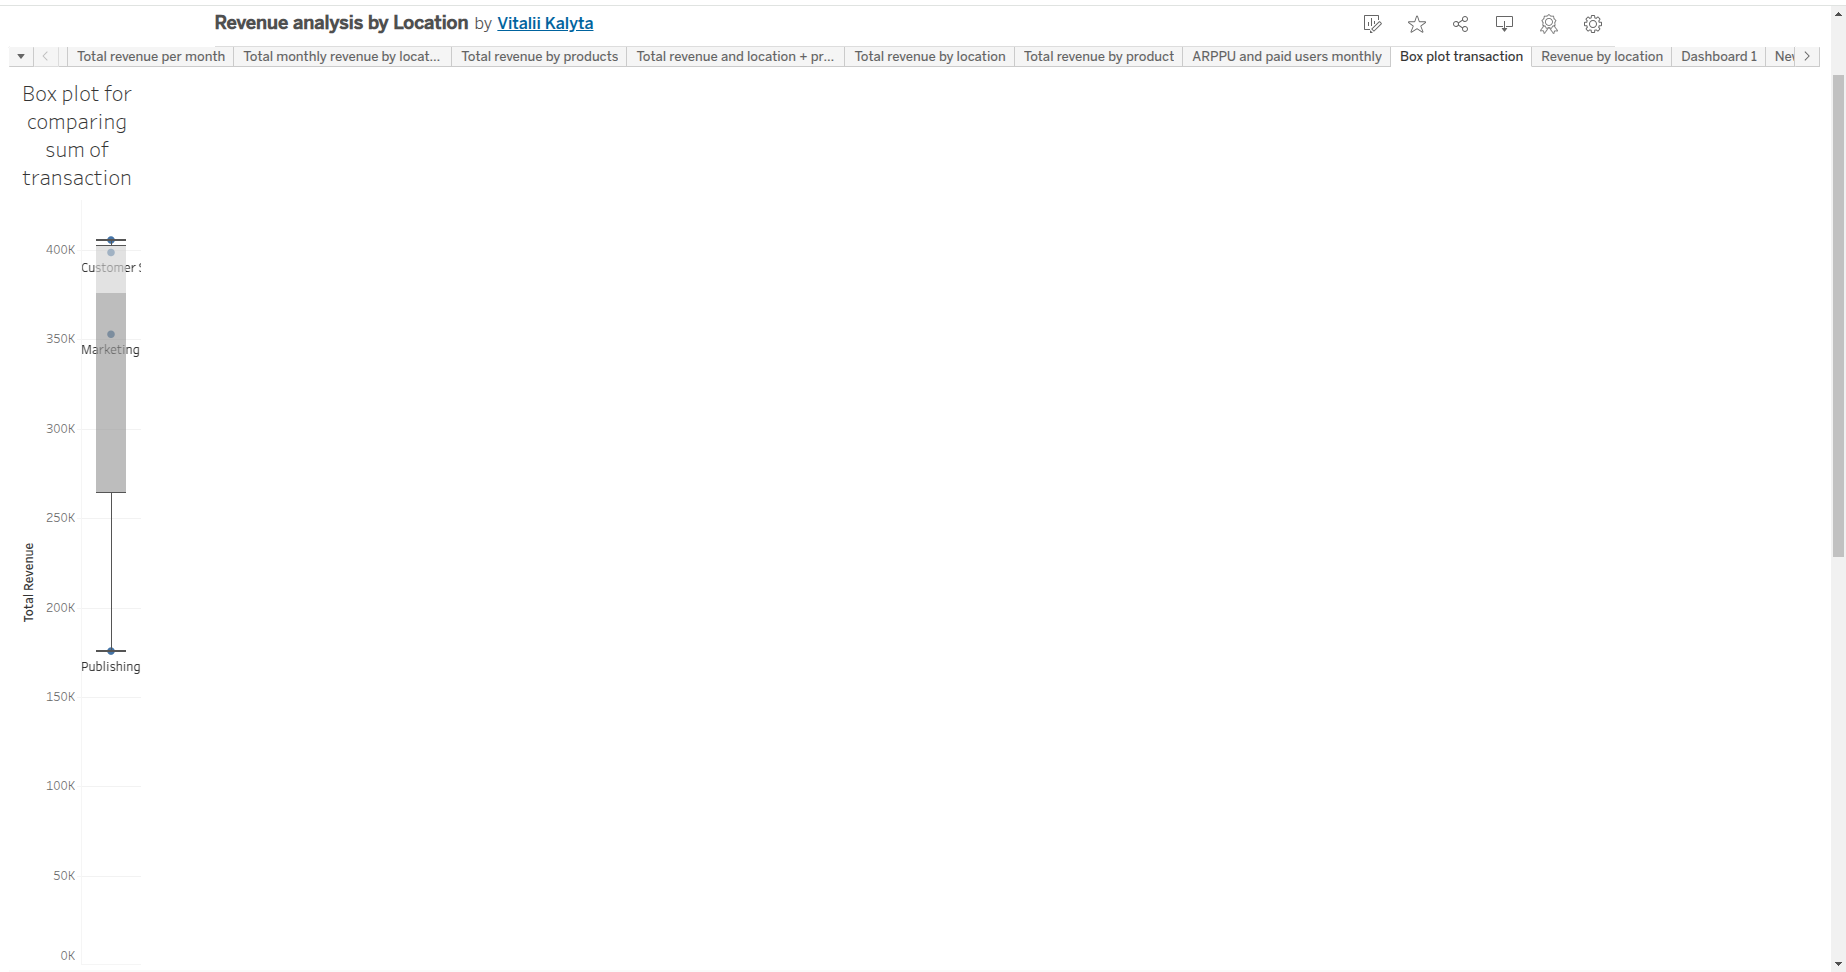 Revenue analysis by Location by Vitalii Kalyta
Total revenue per month
Total monthly revenue by locat...
Total revenue by products
Total revenue and location + pr...
Total revenue by location
Total revenue by product
ARPPU and paid users monthly
Box plot transaction
Revenue by location
Dashboard 1
Box plot for
comparing
sum of
transaction
400K
Customer
350K
Marketing
300K
250K
Total Revenue
200K
Publishing
150K
100K
50K
0K